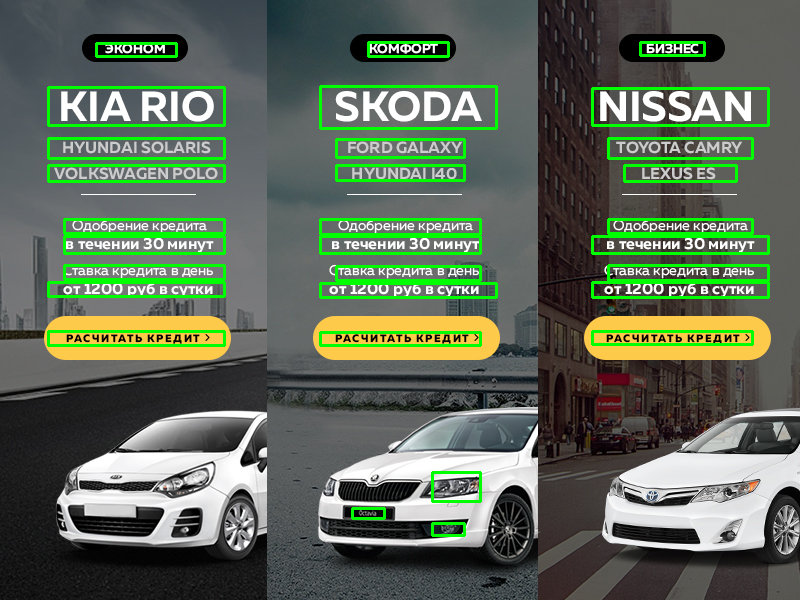 ЭКОНОМ
KIA RIO
HYUNDAI SOLARIS
VOLKSWAGEN POLO
Одобрение кредита
в течении 30 минут
Ставка кредита в день
от 1200 руб в сутки
РАСЧИТАТЬ КРЕДИТ >
КОМФОРТ
SKODA
FORD GALAXY
HYUNDAI I40
Одобрение кредита
в течении 30 минут
Ставка кредита в день
от 1200 руб в сутки
РАСЧИТАТЬ КРЕДИТ >
Octavia
БИЗНЕС
NISSAN
TOYOTA CAMRY
LEXUS ES
Одобрение кредита
в течении 30 минут
Ставка кредита в день
от 1200 руб в сутки
РАСЧИТАТЬ КРЕДИТ >